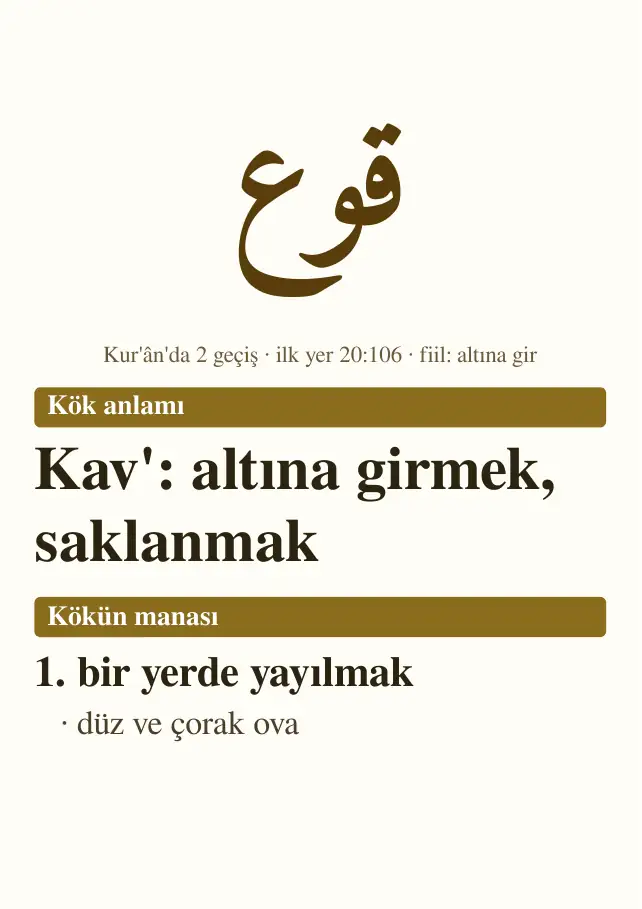 قوع
Kur'ân'da 2 geçiş · ilk yer 20:106 · fiil: altına gir
Kök anlamı
Kav': altına girmek,
saklanmak
Kökün manası
1. bir yerde yayılmak
· düz ve çorak ova